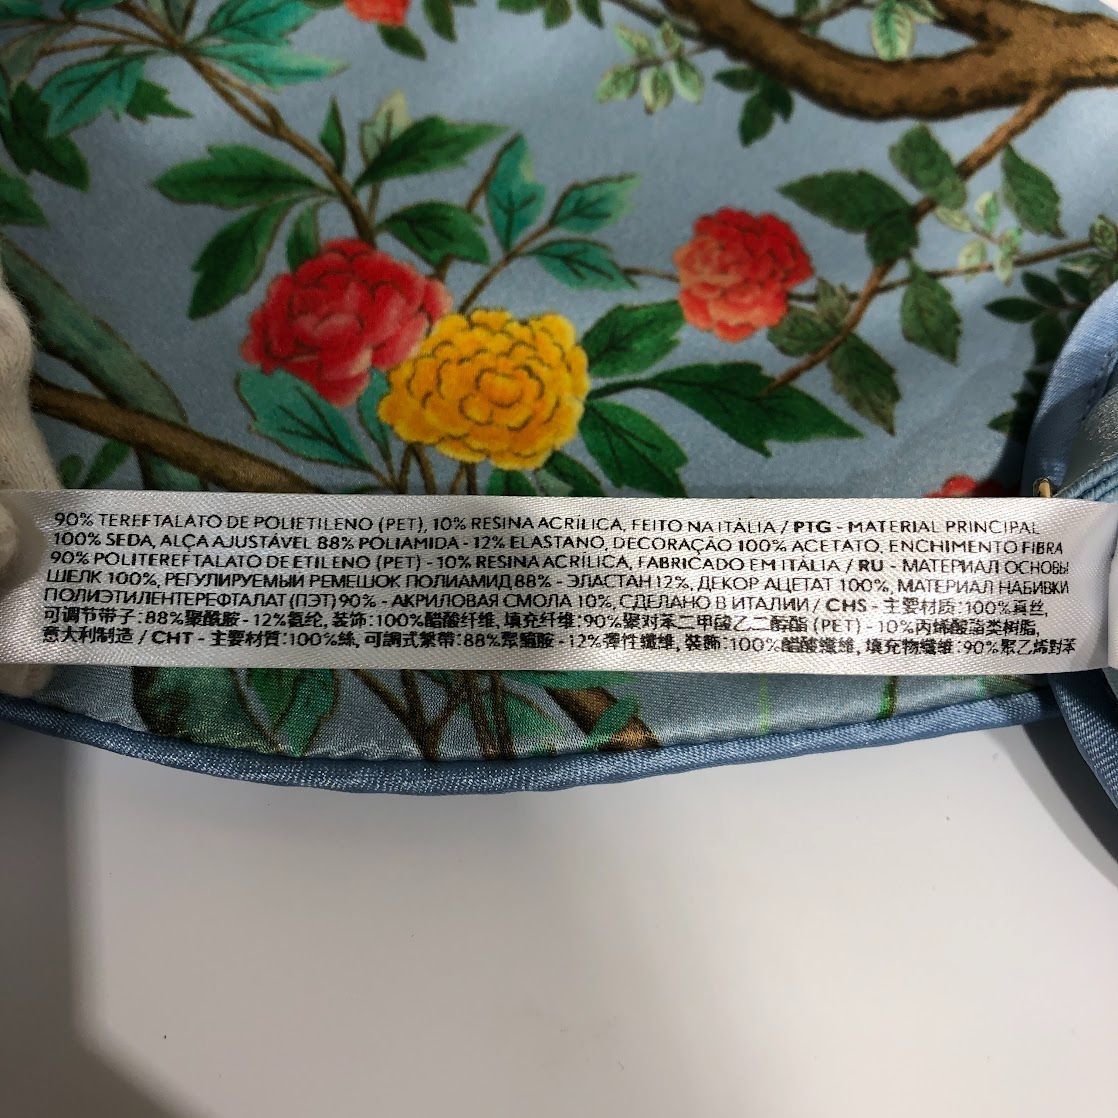 90% TEREFTALATO DE POLIETILENO (PET), 10% RESINA ACRÍLICA, FEITO NA ITÁLIA / PTG - MATERIAL PRINCIPAL
100% SEDA, ALÇA AJUSTÁVEL 88% POLIAMIDA - 12% ELASTANO, DECORAÇÃO 100% ACETATO, ENCHIMENTO FIBRA
90% POLITEREFTALATO DE ETILENO (PET) - 10% RESINA ACRÍLICA, FABRICADO EM ITÁLIA / RU - МАТЕРИАЛ ОСНОВЫ
ШЕЛК 100%, РЕГУЛИРУЕМЫЙ РЕМЕШОК ПОЛИАМИД 88% - ЭЛАСТАН 12%, ДЕКОР АЦЕТАТ 100%, МАТЕРИАЛ НАБИВКИ
ПОЛИЭТИЛЕНТЕРЕФТАЛАТ (ПЭТ) 90% - АКРИЛОВАЯ СМОЛА 10%, СДЕЛАНО В ИТАЛИИ / CHS - 主要材质：100%真丝,
可调节带子：88%聚酰胺 - 12%氨纶, 装饰：100%醋酸纤维, 填充纤维：90%聚对苯二甲酸乙二醇酯 (PET) - 10%丙烯酸酯类树脂,
意大利制造 / CHT - 主要材質：100%絲, 可調式繫帶：88%聚醯胺 - 12%彈性纖維, 裝飾：100%醋酸纖維, 填充物纖維：90%聚乙烯對苯